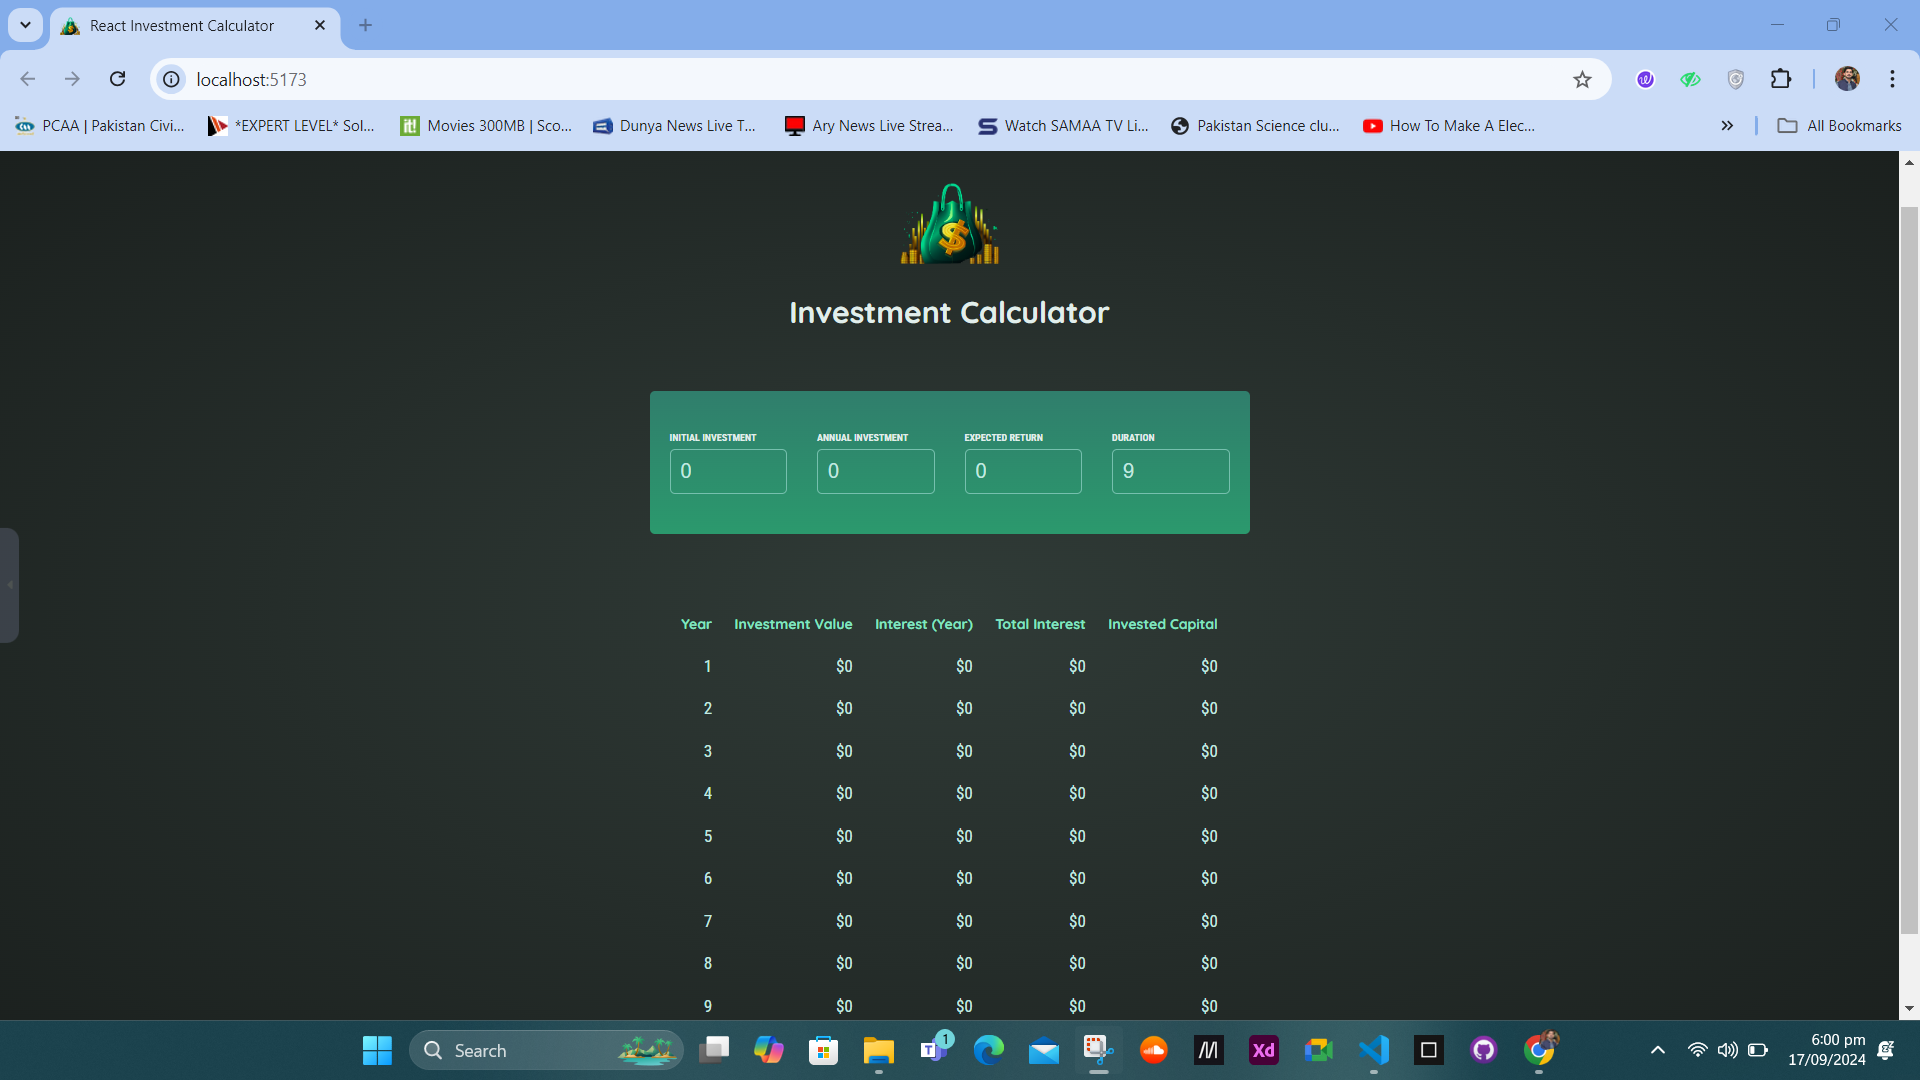 React Investment Calculator
localhost:5173
PCAA | Pakistan Civi...
*EXPERT LEVEL* Sol...
Movies 300MB | Sco...
Dunya News Live T...
Ary News Live Strea...
Watch SAMAA TV Li...
Pakistan Science clu...
How To Make A Elec...
All Bookmarks
Investment Calculator
INITIAL INVESTMENT ANNUAL INVESTMENT EXPECTED RETURN DURATION
0 0 0 9
Year Investment Value Interest (Year) Total Interest Invested Capital
1 $0 $0 $0 $0
2 $0 $0 $0 $0
3 $0 $0 $0 $0
4 $0 $0 $0 $0
5 $0 $0 $0 $0
6 $0 $0 $0 $0
7 $0 $0 $0 $0
8 $0 $0 $0 $0
9 $0 $0 $0 $0
Search
1
Xd
6:00 pm
17/09/2024